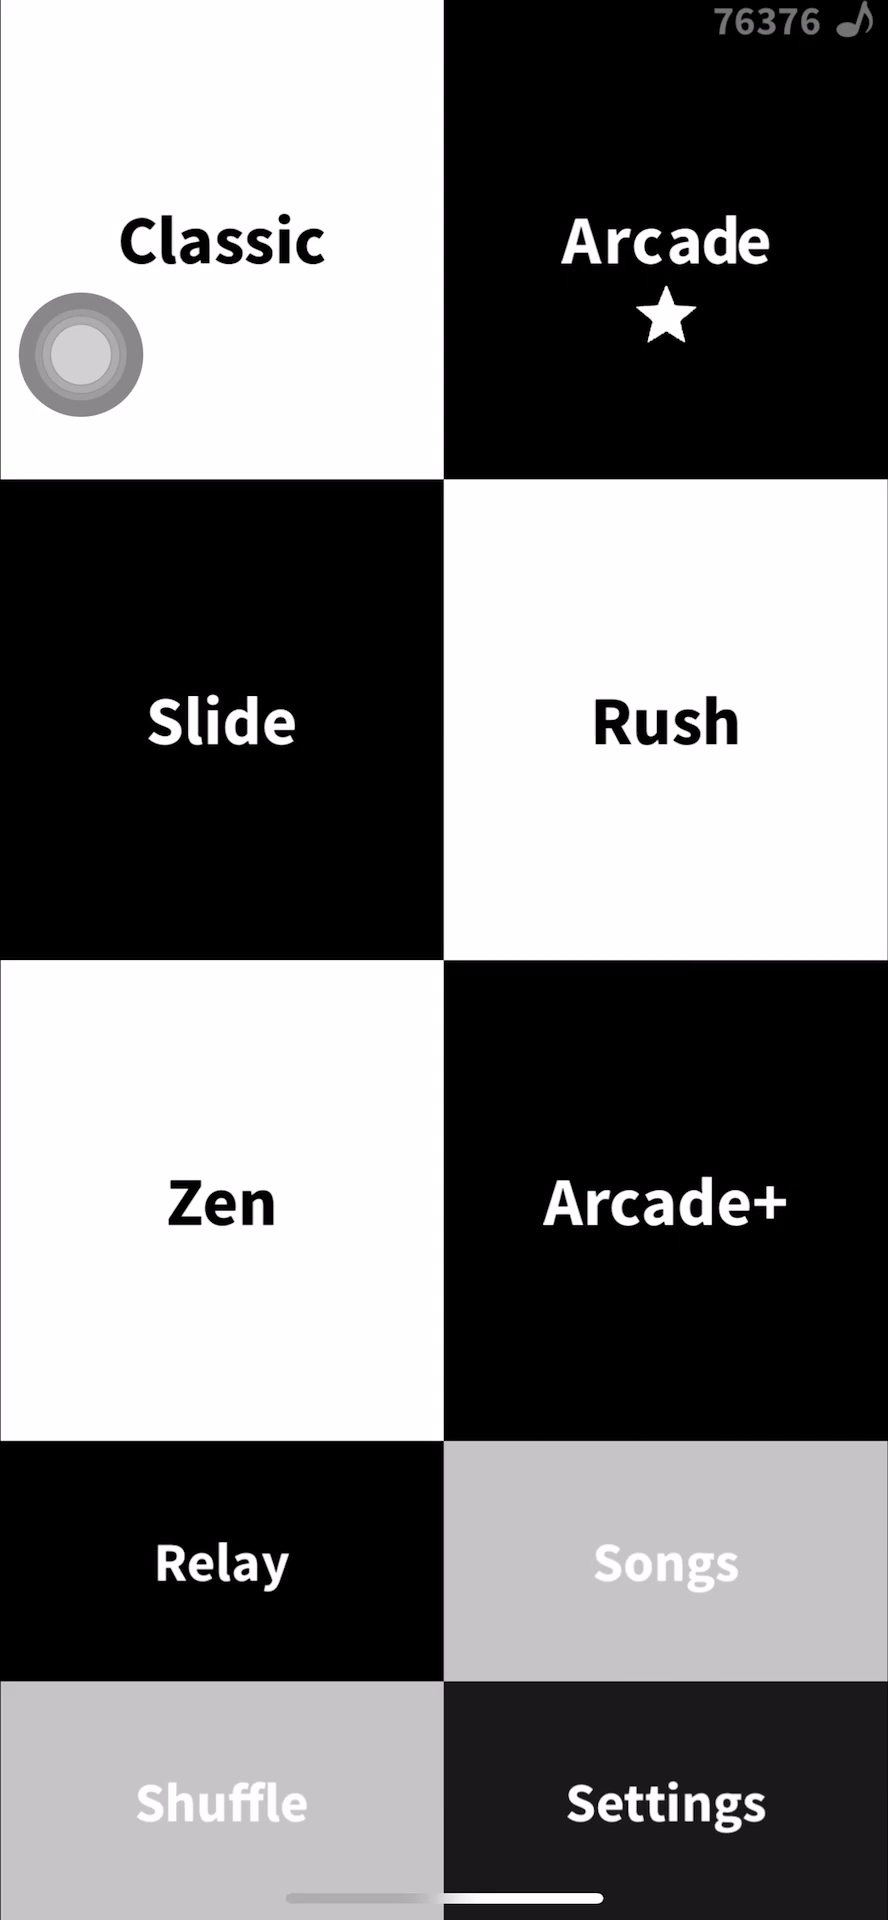 76376
Classic
Arcade
Slide
Rush
Zen
Arcade+
Relay
Songs
Shuffle
Settings